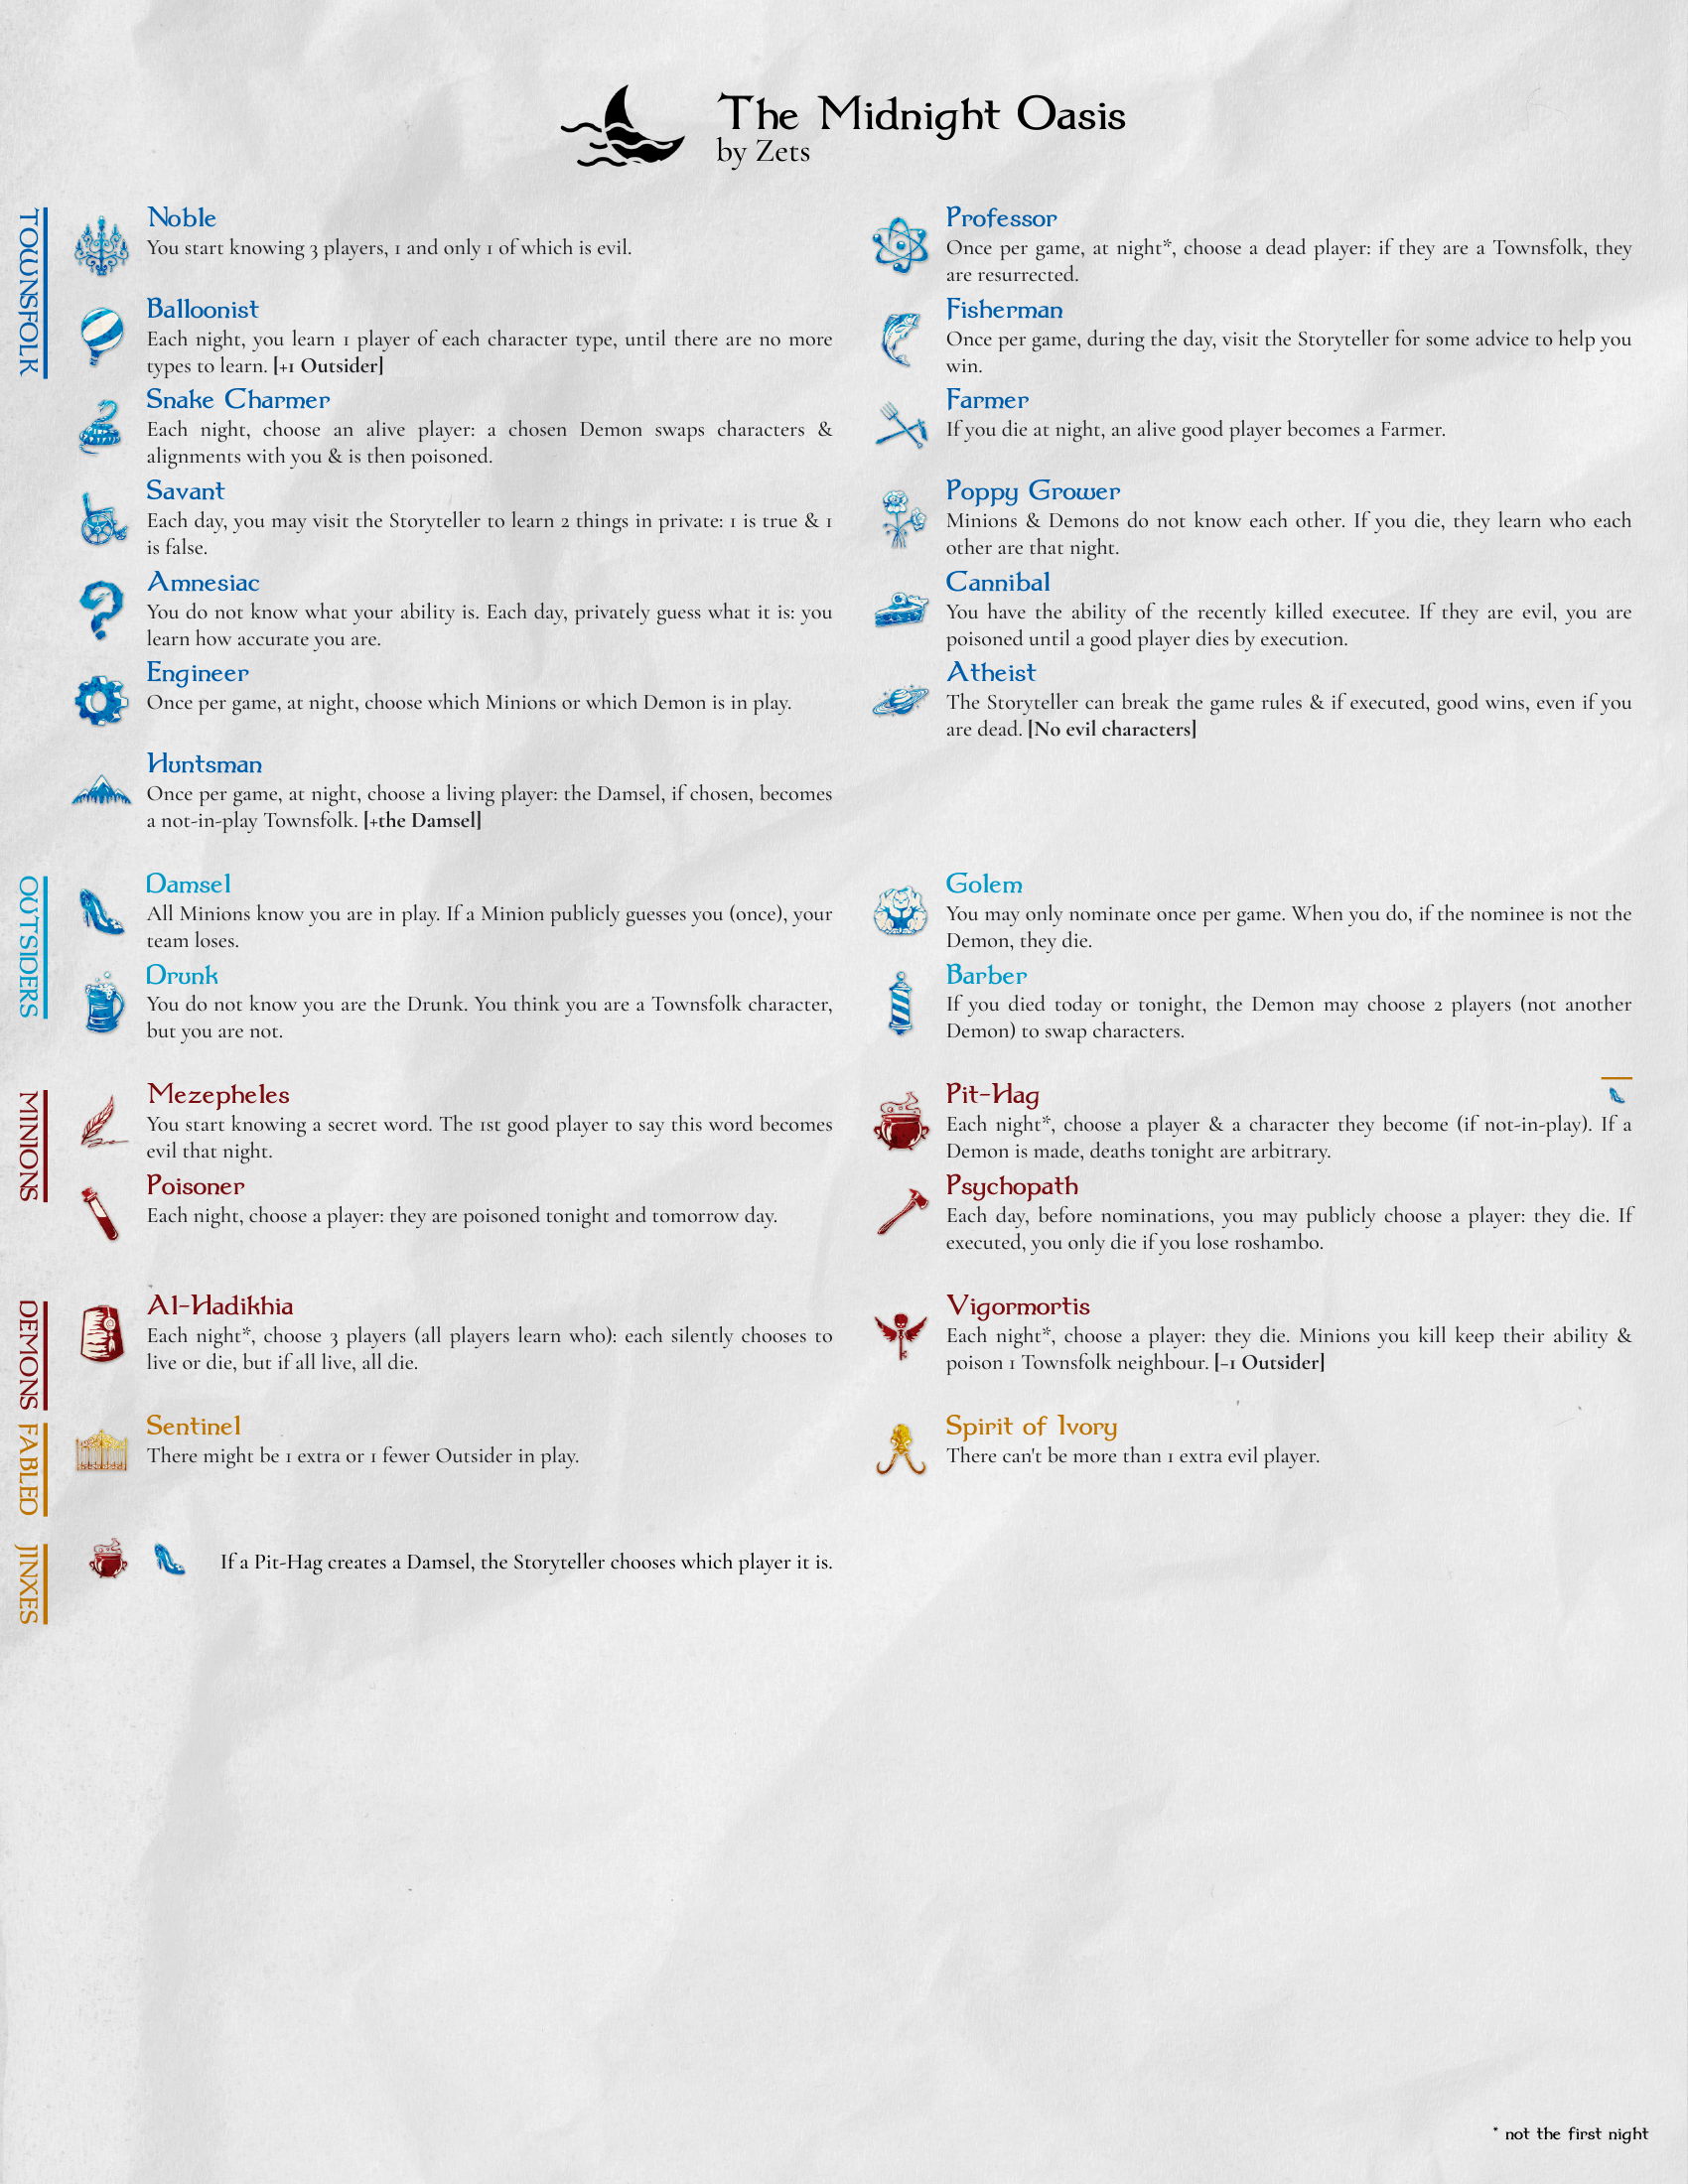 The Midnight Oasis
by Zets
TOWNSFOLK
Noble
You start knowing 3 players, 1 and only 1 of which is evil.
Balloonist
Each night, you learn 1 player of each character type, until there are no more
types to learn. [+1 Outsider]
Snake Charmer
Each night, choose an alive player: a chosen Demon swaps characters &
alignments with you & is then poisoned.
Savant
Each day, you may visit the Storyteller to learn 2 things in private: 1 is true & 1
is false.
Amnesiac
You do not know what your ability is. Each day, privately guess what it is: you
learn how accurate you are.
Engineer
Once per game, at night, choose which Minions or which Demon is in play.
Huntsman
Once per game, at night, choose a living player: the Damsel, if chosen, becomes
a not-in-play Townsfolk. [+the Damsel]
Professor
Once per game, at night*, choose a dead player: if they are a Townsfolk, they
are resurrected.
Fisherman
Once per game, during the day, visit the Storyteller for some advice to help you
win.
Farmer
If you die at night, an alive good player becomes a Farmer.
Poppy Grower
Minions & Demons do not know each other. If you die, they learn who each
other are that night.
Cannibal
You have the ability of the recently killed executee. If they are evil, you are
poisoned until a good player dies by execution.
Atheist
The Storyteller can break the game rules & if executed, good wins, even if you
are dead. [No evil characters]
OUTSIDERS
Damsel
All Minions know you are in play. If a Minion publicly guesses you (once), your
team loses.
Drunk
You do not know you are the Drunk. You think you are a Townsfolk character,
but you are not.
Golem
You may only nominate once per game. When you do, if the nominee is not the
Demon, they die.
Barber
If you died today or tonight, the Demon may choose 2 players (not another
Demon) to swap characters.
MINIONS
Mezepheles
You start knowing a secret word. The 1st good player to say this word becomes
evil that night.
Poisoner
Each night, choose a player: they are poisoned tonight and tomorrow day.
Pit-Hag
Each night*, choose a player & a character they become (if not-in-play). If a
Demon is made, deaths tonight are arbitrary.
Psychopath
Each day, before nominations, you may publicly choose a player: they die. If
executed, you only die if you lose roshambo.
DEMONS
Al-Hadikhia
Each night*, choose 3 players (all players learn who): each silently chooses to
live or die, but if all live, all die.
Vigormortis
Each night*, choose a player: they die. Minions you kill keep their ability &
poison 1 Townsfolk neighbour. [-1 Outsider]
FABLED
Sentinel
There might be 1 extra or 1 fewer Outsider in play.
Spirit of Ivory
There can't be more than 1 extra evil player.
JINXES
If a Pit-Hag creates a Damsel, the Storyteller chooses which player it is.
* not the first night